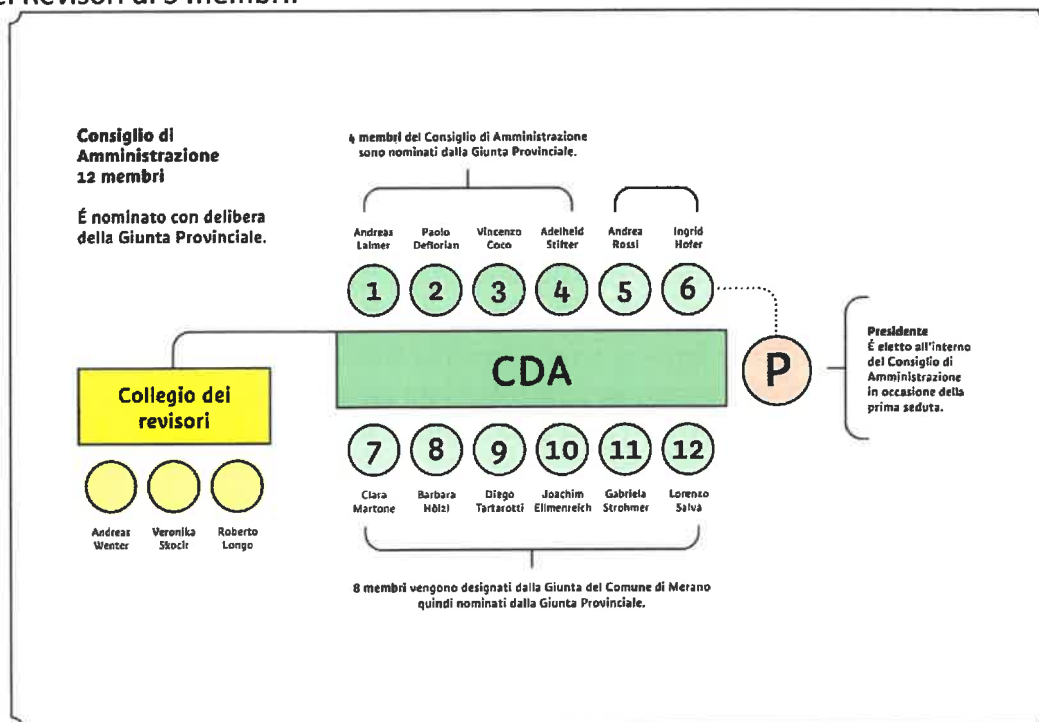 ei Revisori di 3 membri.
Consiglio di
Amministrazione
12 membri
É nominato con delibera
della Giunta Provinciale.
4 membri del Consiglio di Amministrazione
sono nominati dalla Giunta Provinciale.
Andreas
Laimer
Paolo
Deflorian
Vincenzo
Coco
Adelheid
Stifter
Andrea
Rossi
Ingrid
Hofer
1 2 3 4 5 6
CDA
P
Presidente
É eletto all'interno
del Consiglio di
Amministrazione
in occasione della
prima seduta.
Collegio dei
revisori
Andreas
Wenter
Veronika
Skocir
Roberto
Longo
7 8 9 10 11 12
Clara
Martone
Barbara
Hölzl
Diego
Tartarotti
Joachim
Ellmenreich
Gabriela
Strohmer
Lorenzo
Salvà
8 membri vengono designati dalla Giunta del Comune di Merano
quindi nominati dalla Giunta Provinciale.